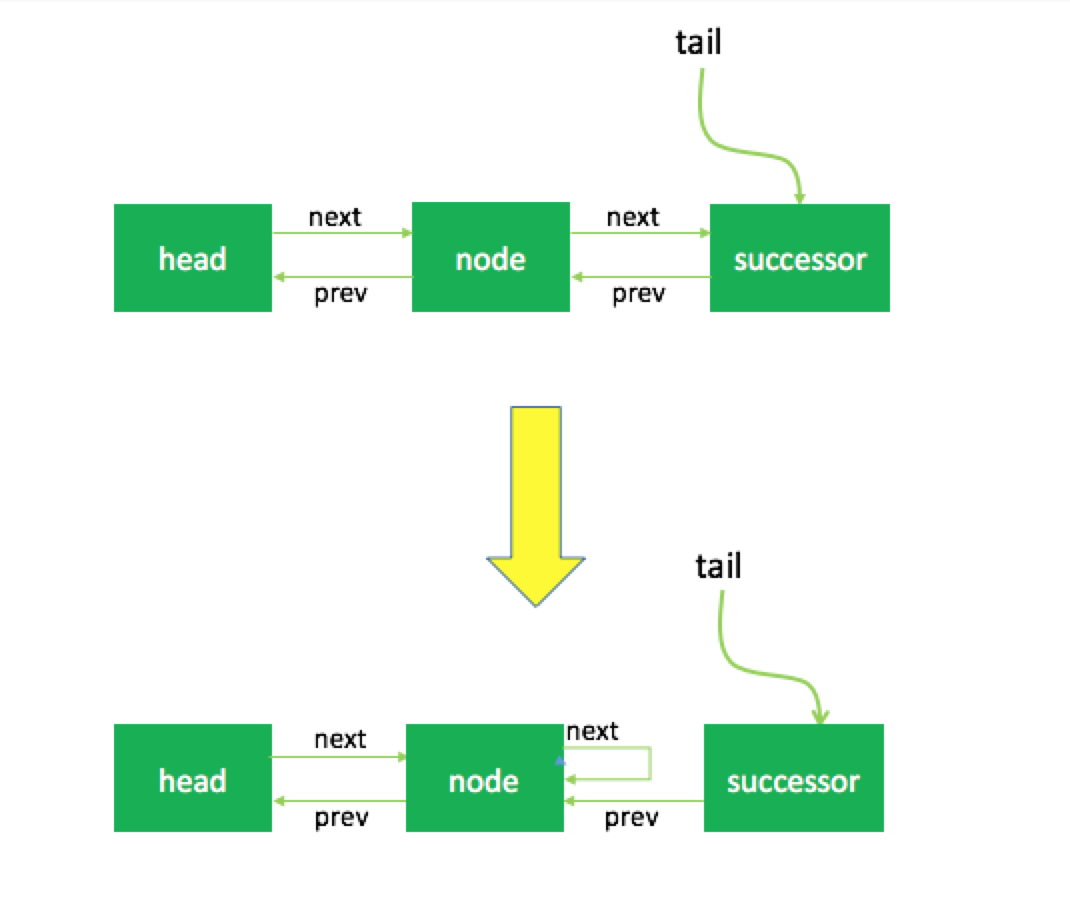 tail
next
next
head
node
successor
prev
prev
tail
next
next
head
node
successor
prev
prev